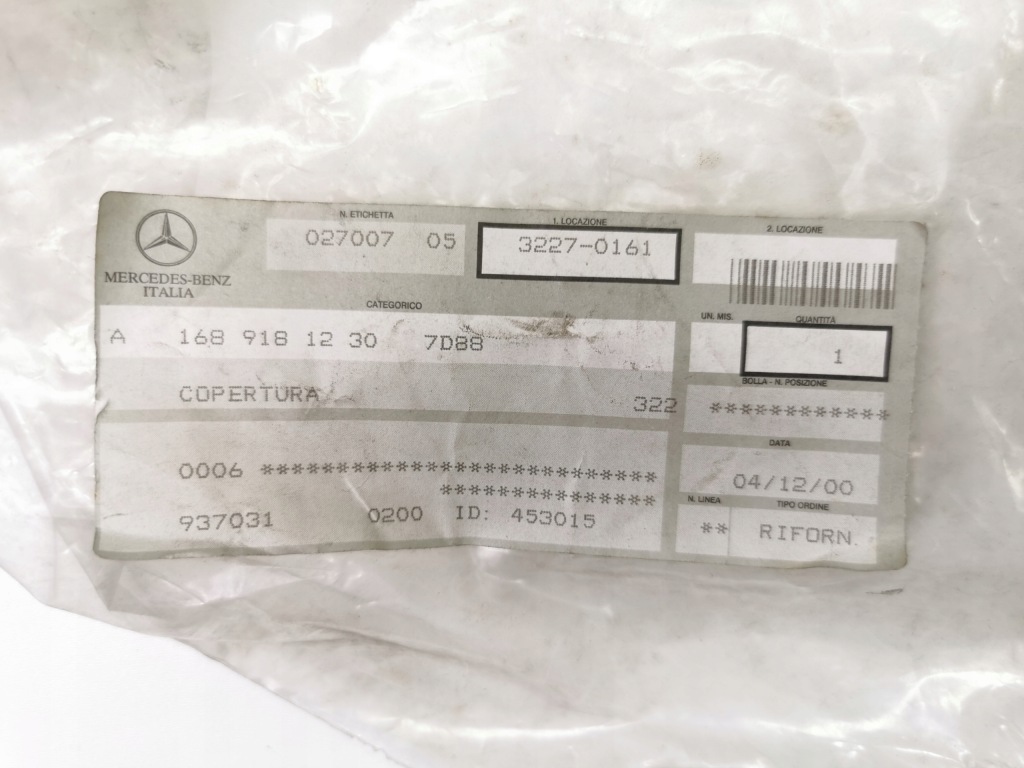 MERCEDES-BENZ
ITALIA
N. ETICHETTA
027007 05
1. LOCAZIONE
3227-0161
2. LOCAZIONE
CATEGORICO
A 168 918 12 30 7D88
UN. MIS.
QUANTITÀ
1
COPERTURA
322
BOLLA - N. POSIZIONE
************
DATA
04/12/00
0006 **************************
**************
937031 0200 ID: 453015
N. LINEA
**
TIPO ORDINE
RIFORN.